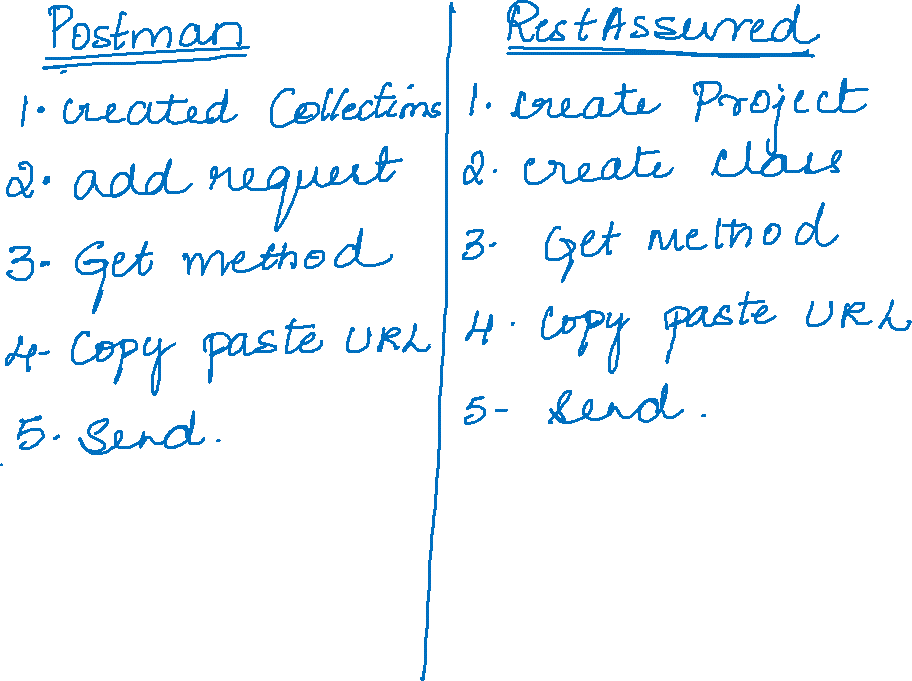 Postman
1. created Collections
2. add request
3- Get method
4- Copy paste URL
5. Send.
RestAssured
1. create Project
2. create class
3- Get method
4. Copy paste URL
5- Send.